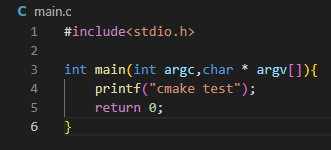 C main.c
1 #include<stdio.h>
2
3 int main(int argc,char * argv[]){
4     printf("cmake test");
5     return 0;
6 }